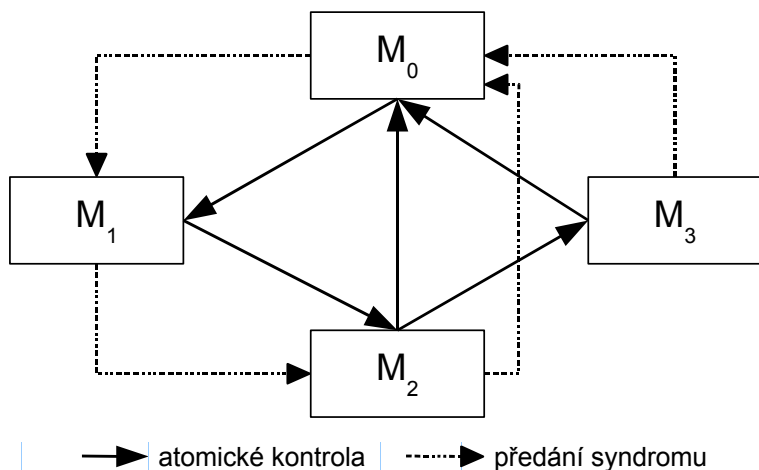 M0
M1
M3
M2
atomické kontrola
předání syndromu